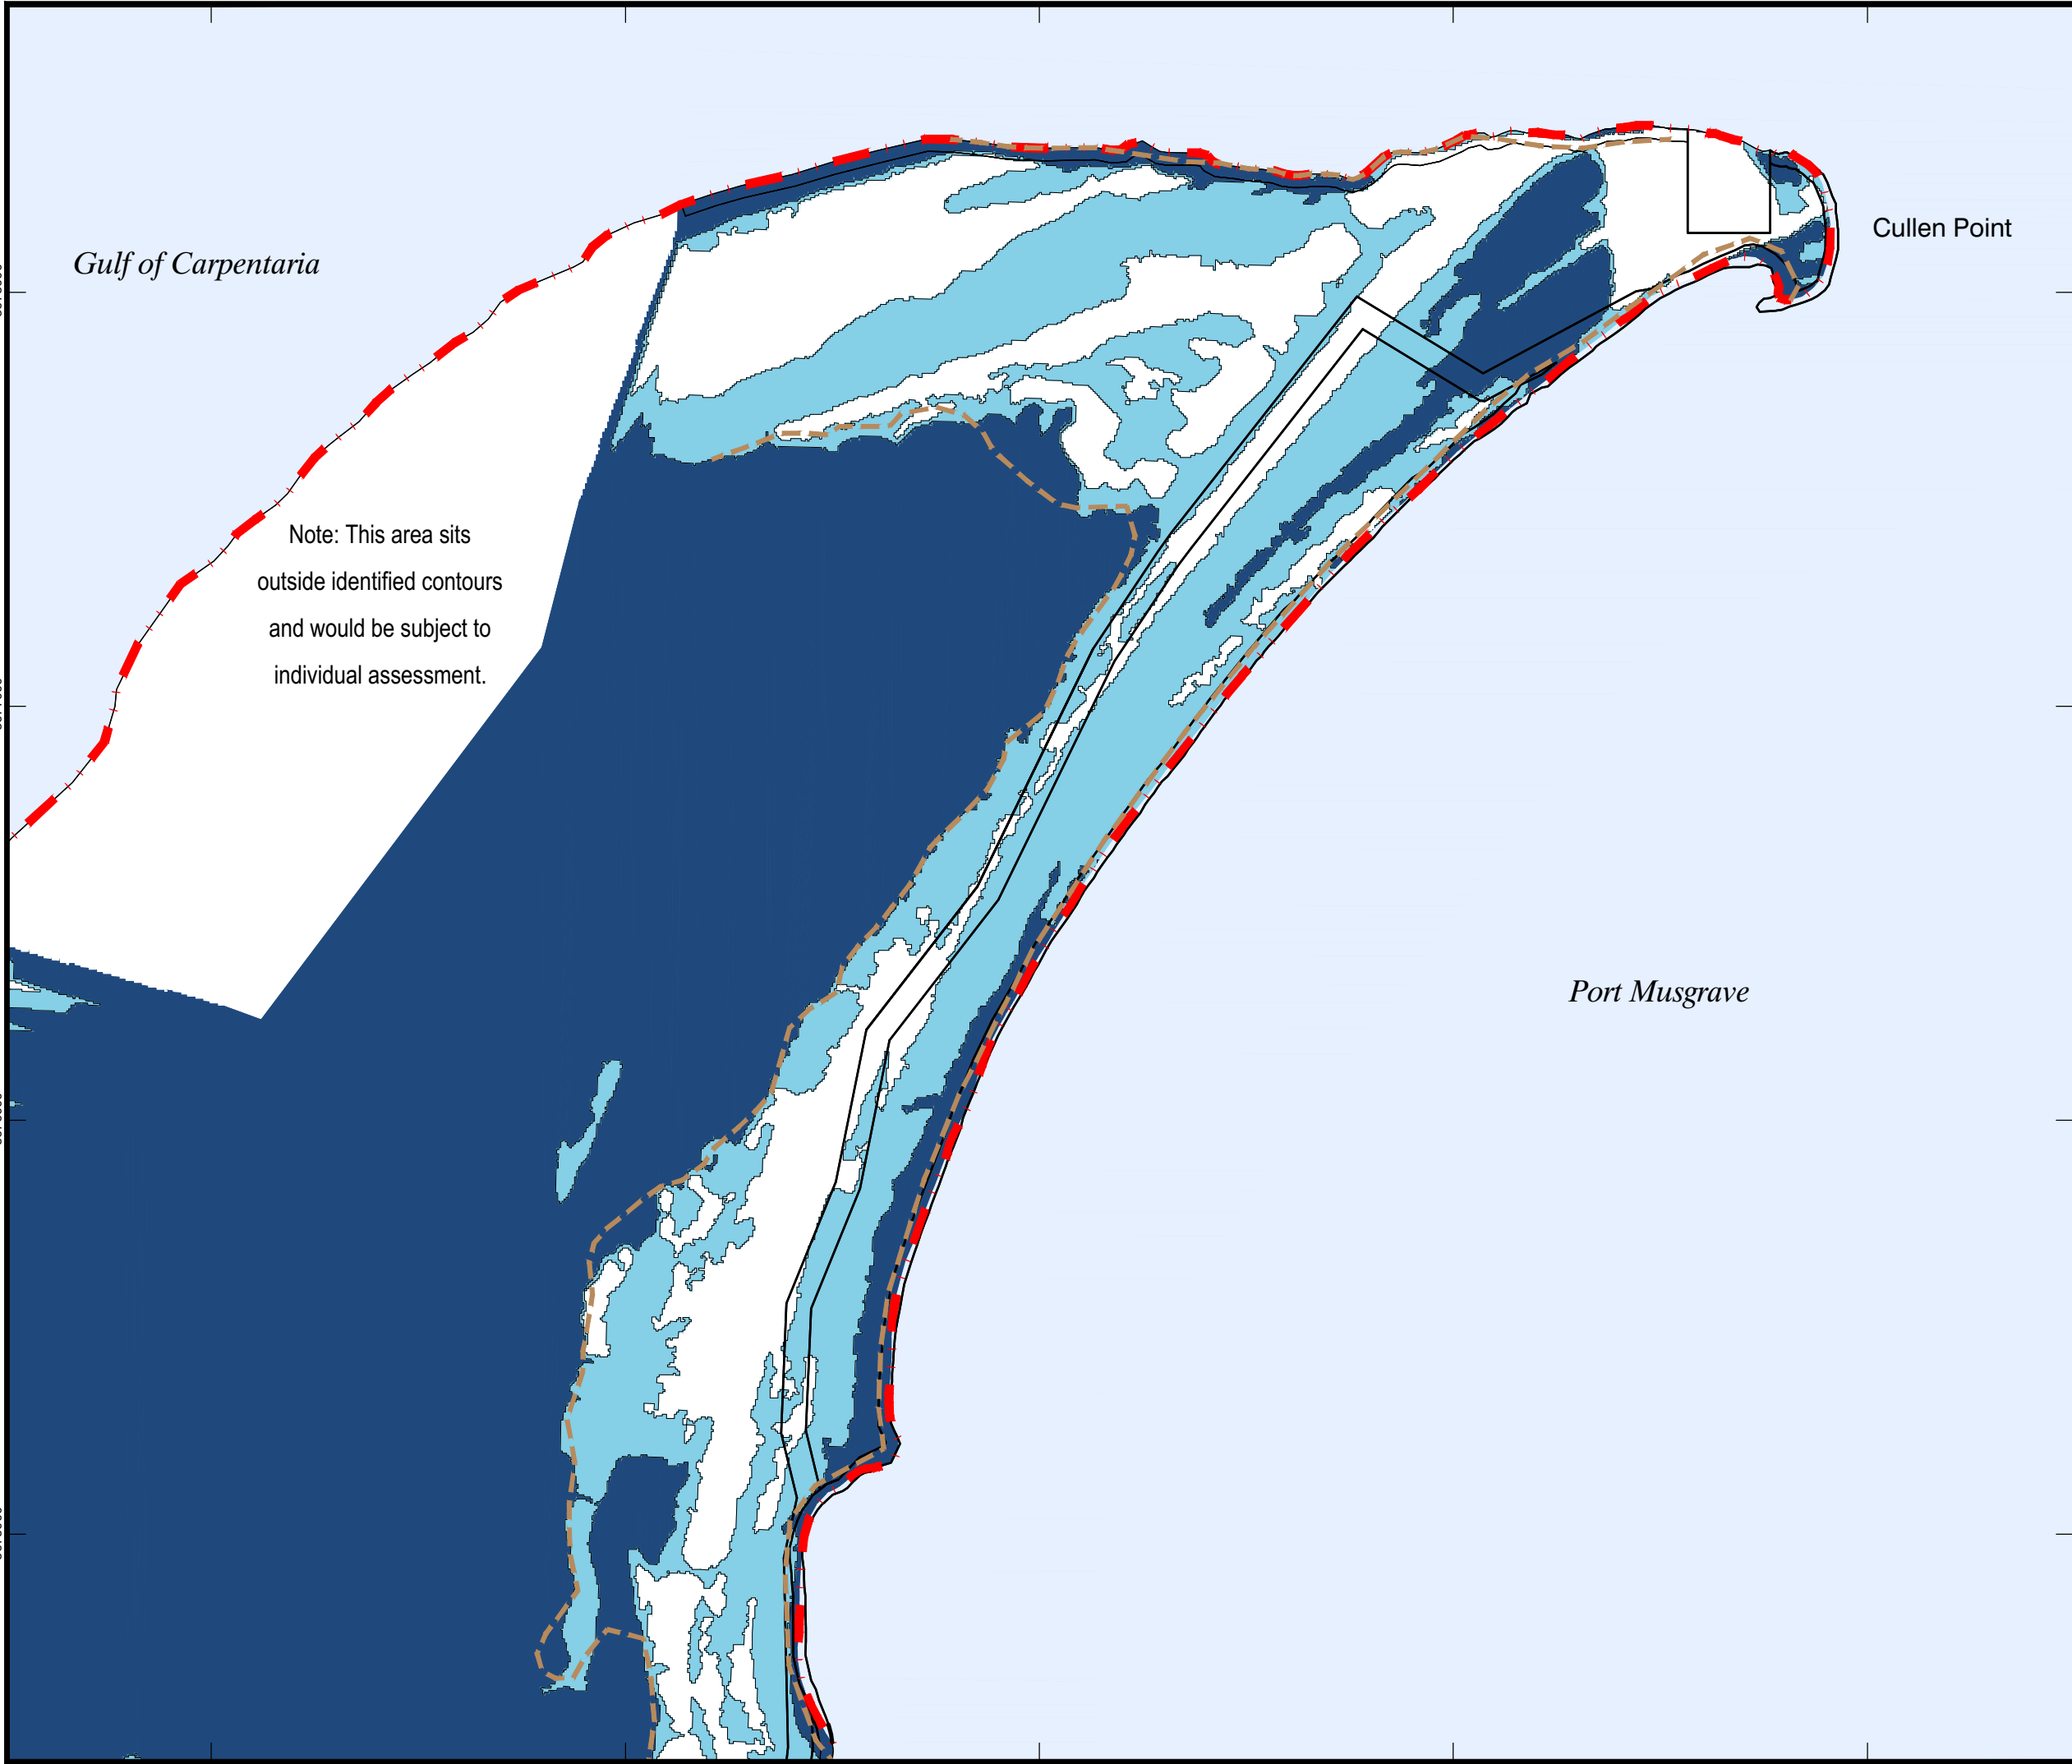 Cullen Point
Gulf of Carpentaria
Note: This area sits
outside identified contours
and would be subject to
individual assessment.
Port Musgrave